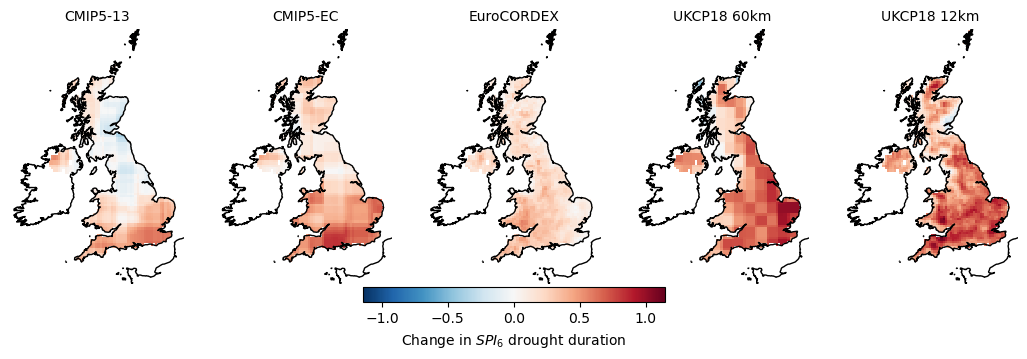 CMIP5-13 CMIP5-EC EuroCORDEX UKCP18 60km UKCP18 12km
−1.0 −0.5 0.0 0.5 1.0
Change in SPI₆ drought duration